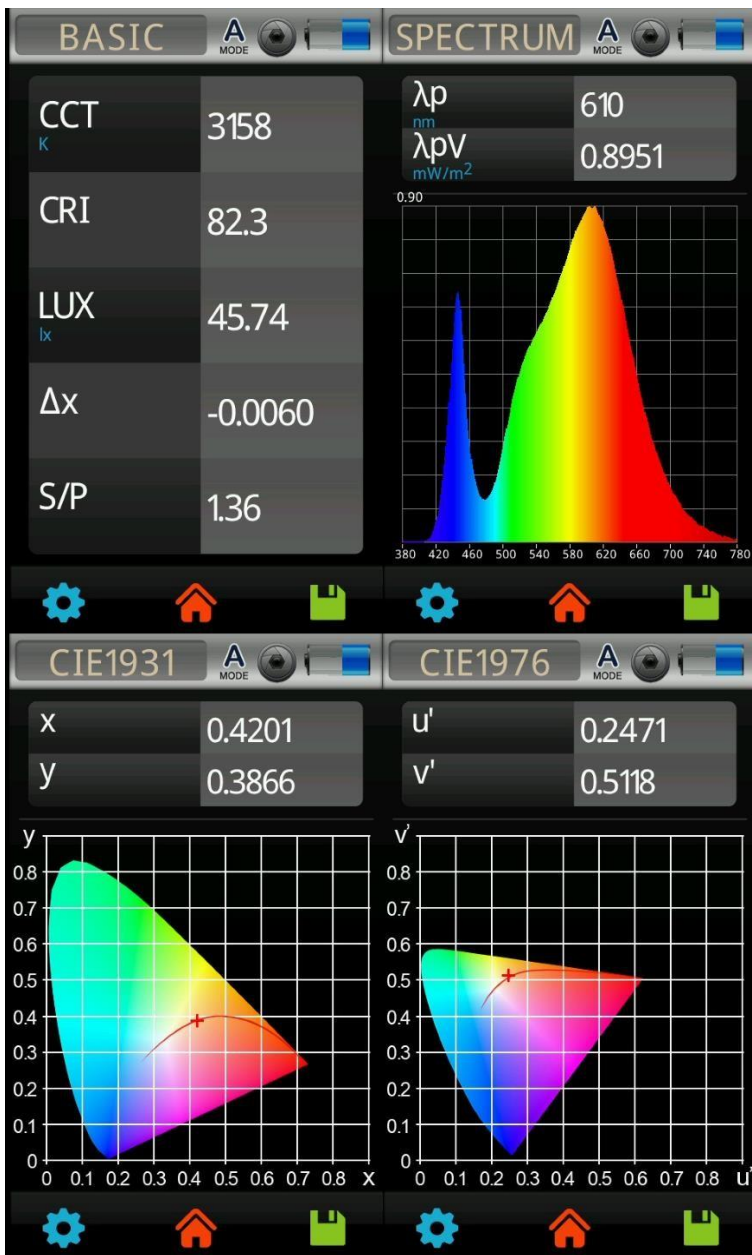 BASIC A MODE
CCT K 3158
CRI 82.3
LUX lx 45.74
Δx -0.0060
S/P 1.36
SPECTRUM A MODE
λp nm 610
λpV mW/m2 0.8951
0.90
380 420 460 500 540 580 620 660 700 740 780
CIE1931 A MODE
x 0.4201
y 0.3866
y
0.8
0.7
0.6
0.5
0.4
0.3
0.2
0.1
0
0 0.1 0.2 0.3 0.4 0.5 0.6 0.7 0.8 x
CIE1976 A MODE
u' 0.2471
v' 0.5118
v'
0.8
0.7
0.6
0.5
0.4
0.3
0.2
0.1
0
0 0.1 0.2 0.3 0.4 0.5 0.6 0.7 0.8 u'